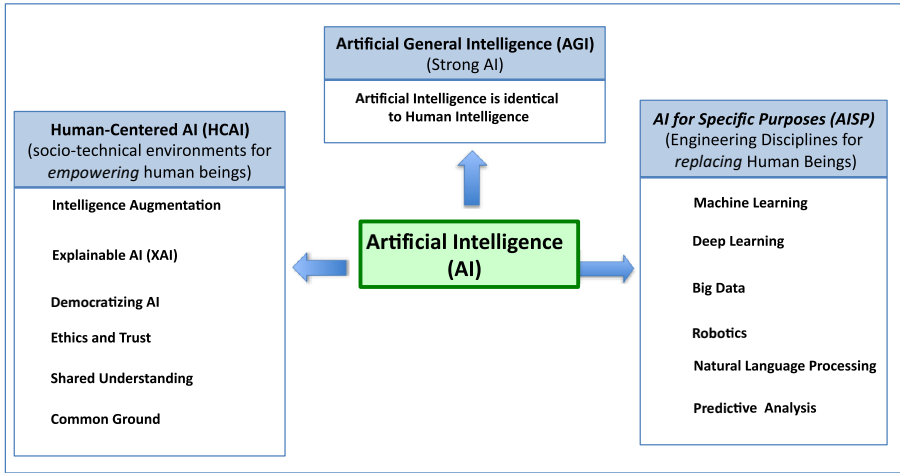 Artificial General Intelligence (AGI)
(Strong AI)
Artificial Intelligence is identical
to Human Intelligence
Human-Centered AI (HCAI)
(socio-technical environments for
empowering human beings)
Intelligence Augmentation
Explainable AI (XAI)
Democratizing AI
Ethics and Trust
Shared Understanding
Common Ground
Artificial Intelligence
(AI)
AI for Specific Purposes (AISP)
(Engineering Disciplines for
replacing Human Beings)
Machine Learning
Deep Learning
Big Data
Robotics
Natural Language Processing
Predictive Analysis